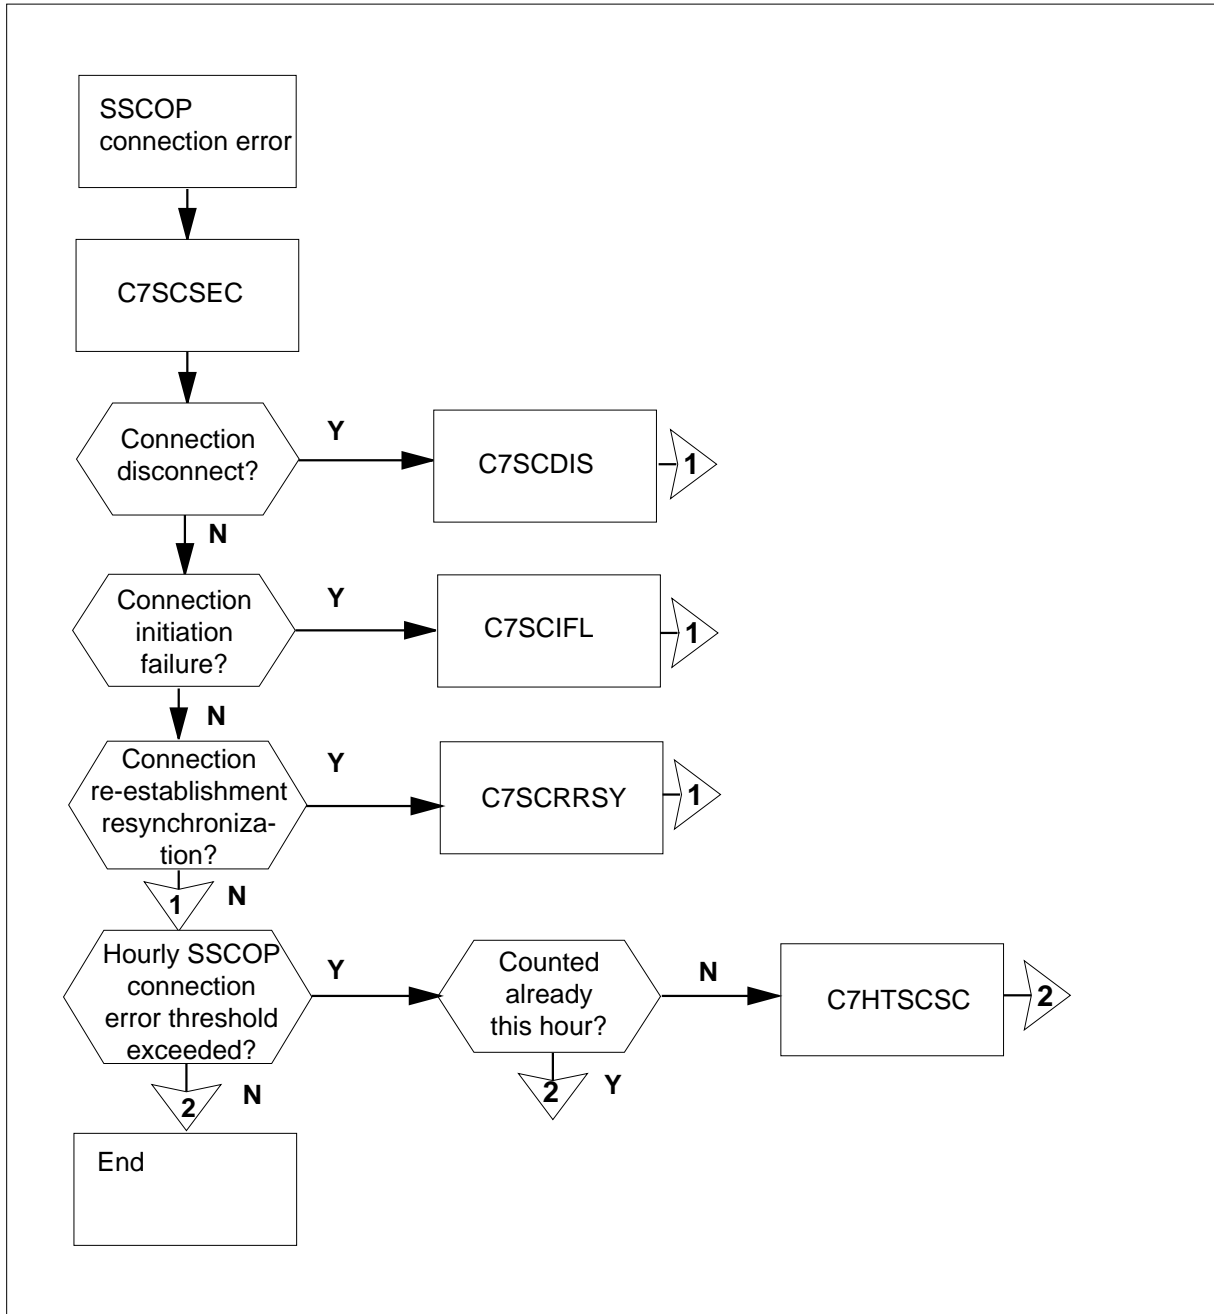 SSCOP
connection error
C7SCSEC
Connection
disconnect?
Y
C7SCDIS
1
N
Connection
initiation
failure?
Y
C7SCIFL
1
N
Connection
re-establishment
resynchroniza-
tion?
Y
C7SCRRSY
1
1
N
Hourly SSCOP
connection
error threshold
exceeded?
Y
Counted
already
this hour?
N
C7HTSCSC
2
2
Y
2
N
End